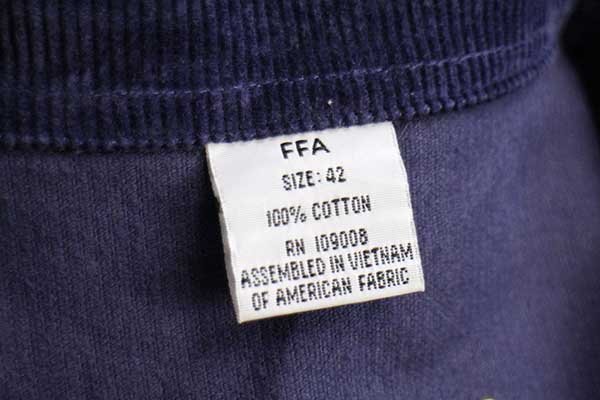 FFA
SIZE: 42
100% COTTON
RN 109008
ASSEMBLED IN VIETNAM
OF AMERICAN FABRIC